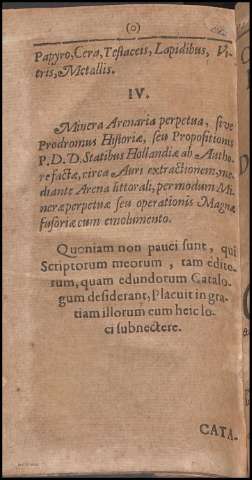 (o)
Papyro, Cera, Testaceis, Lapidibus, Vi-
tris, Metallis.
IV.
Minera Arenaria perpetua, sive
Prodromus Historiæ, seu Propositionis
P. D. D. Statibus Hollandiæ ab Autho-
re factæ, circa Auri extractionem, me-
diante Arena littorali, per modum Mi-
neræ perpetuæ seu operationis Magnæ
fusoriæ cum emolumento.
Quoniam non pauci sunt, qui
Scriptorum meorum, tam edito-
rum, quam edundorum Catalo-
gum desiderant, Placuit in gra-
tiam illorum eum heic lo-
ci subnectere.
CATA-